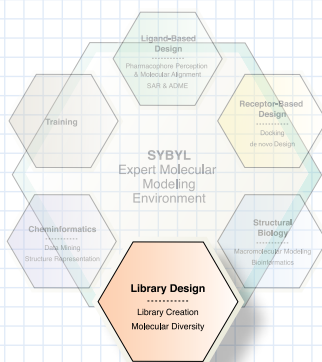 Ligand-Based
Design
Pharmacophore Perception
& Molecular Alignment
SAR & ADME
Training
Receptor-Based
Design
Docking
de novo Design
SYBYL
Expert Molecular
Modeling
Environment
Cheminformatics
Data Mining
Structure Representation
Structural
Biology
Macromolecular Modeling
Bioinformatics
Library Design
Library Creation
Molecular Diversity